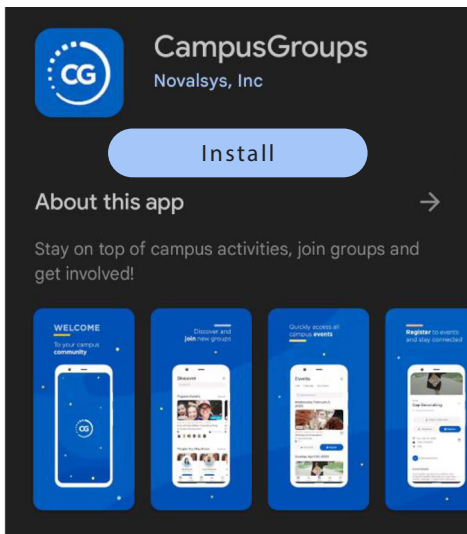 CG
CampusGroups
Novalsys, Inc
Install
About this app
Stay on top of campus activities, join groups and
get involved!
WELCOME
To your campus
community
CG
Discover and
join new groups
Discover
Quickly access all
campus events
Events
Register to events
and stay connected